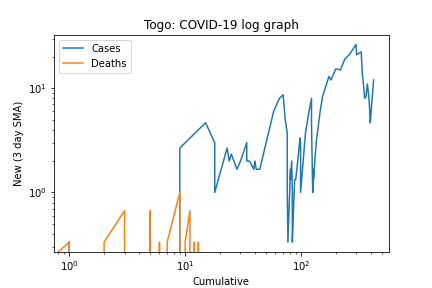 Togo: COVID-19 log graph
Cases
Deaths
New (3 day SMA)
10¹
10⁰
10⁰ 10¹ 10²
Cumulative